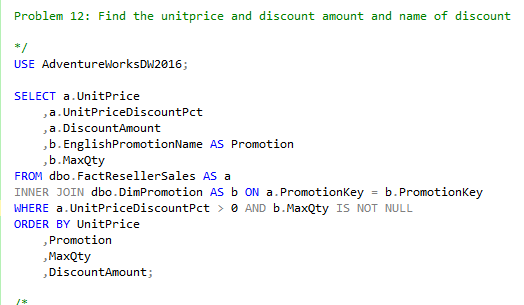 Problem 12: Find the unitprice and discount amount and name of discount
*/
USE AdventureWorksDW2016;
SELECT a.UnitPrice
,a.UnitPriceDiscountPct
,a.DiscountAmount
,b.EnglishPromotionName AS Promotion
,b.MaxQty
FROM dbo.FactResellerSales AS a
INNER JOIN dbo.DimPromotion AS b ON a.PromotionKey = b.PromotionKey
WHERE a.UnitPriceDiscountPct > 0 AND b.MaxQty IS NOT NULL
ORDER BY UnitPrice
,Promotion
,MaxQty
,DiscountAmount;
/*